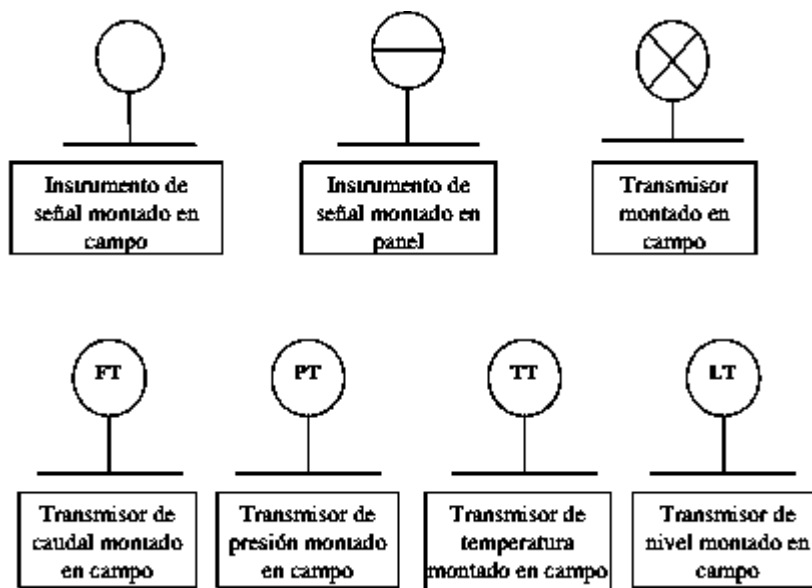 Instrumento de
señal montado en
campo
Instrumento de
señal montado en
panel
Transmisor
montado en
campo
FT
PT
TT
LT
Transmisor de
caudal montado
en campo
Transmisor de
presión montado
en campo
Transmisor de
temperatura
montado en campo
Transmisor de
nivel montado en
campo